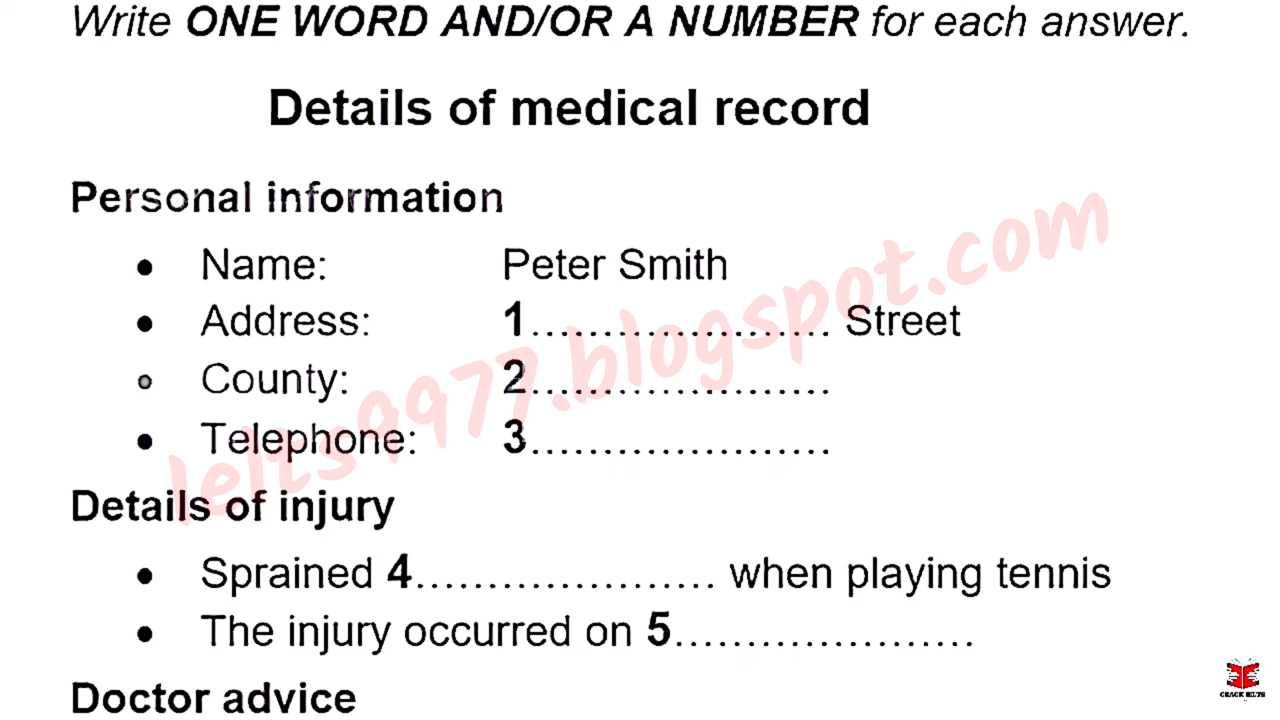 Write ONE WORD AND/OR A NUMBER for each answer.
Details of medical record
Personal information
• Name: Peter Smith
• Address: 1..................... Street
• County: 2.....................
• Telephone: 3.....................
Details of injury
• Sprained 4..................... when playing tennis
• The injury occurred on 5.....................
Doctor advice
Ielts9977.blogspot.com
CRACK IELTS